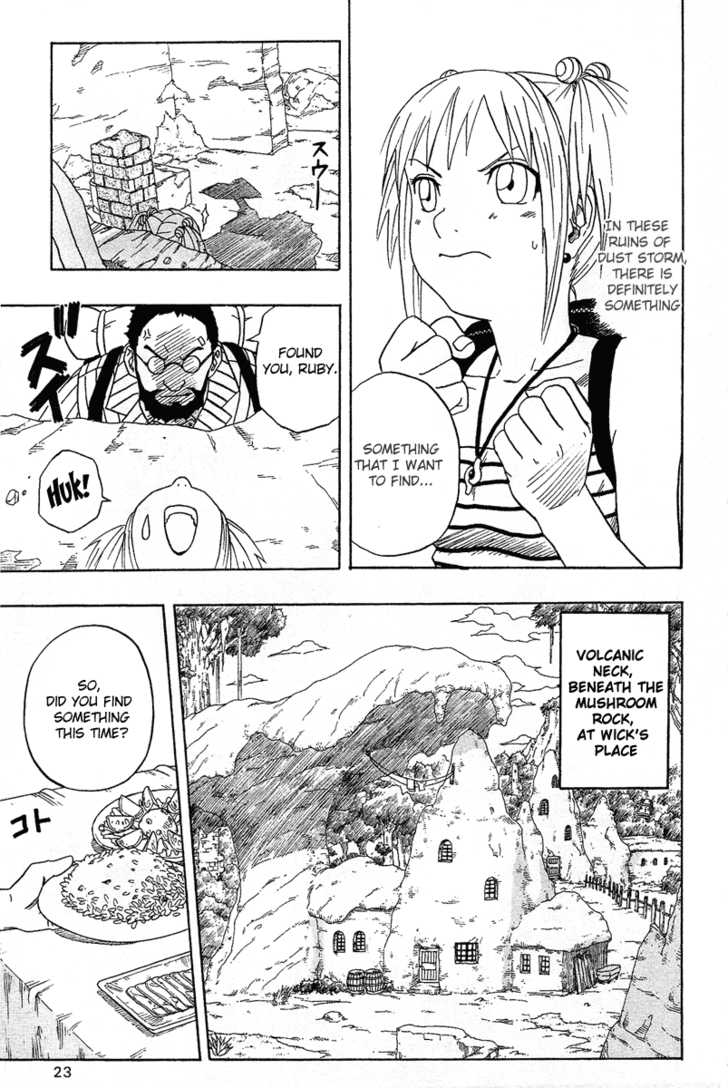 IN THESE
RUINS OF
DUST STORM,
THERE IS
DEFINITELY
SOMETHING
SOMETHING
THAT I WANT
TO FIND...
スウー
ズイ
FOUND
YOU, RUBY.
HUK!
VOLCANIC
NECK,
BENEATH THE
MUSHROOM
ROCK,
AT WICK'S
PLACE
SO,
DID YOU FIND
SOMETHING
THIS TIME?
コト
23